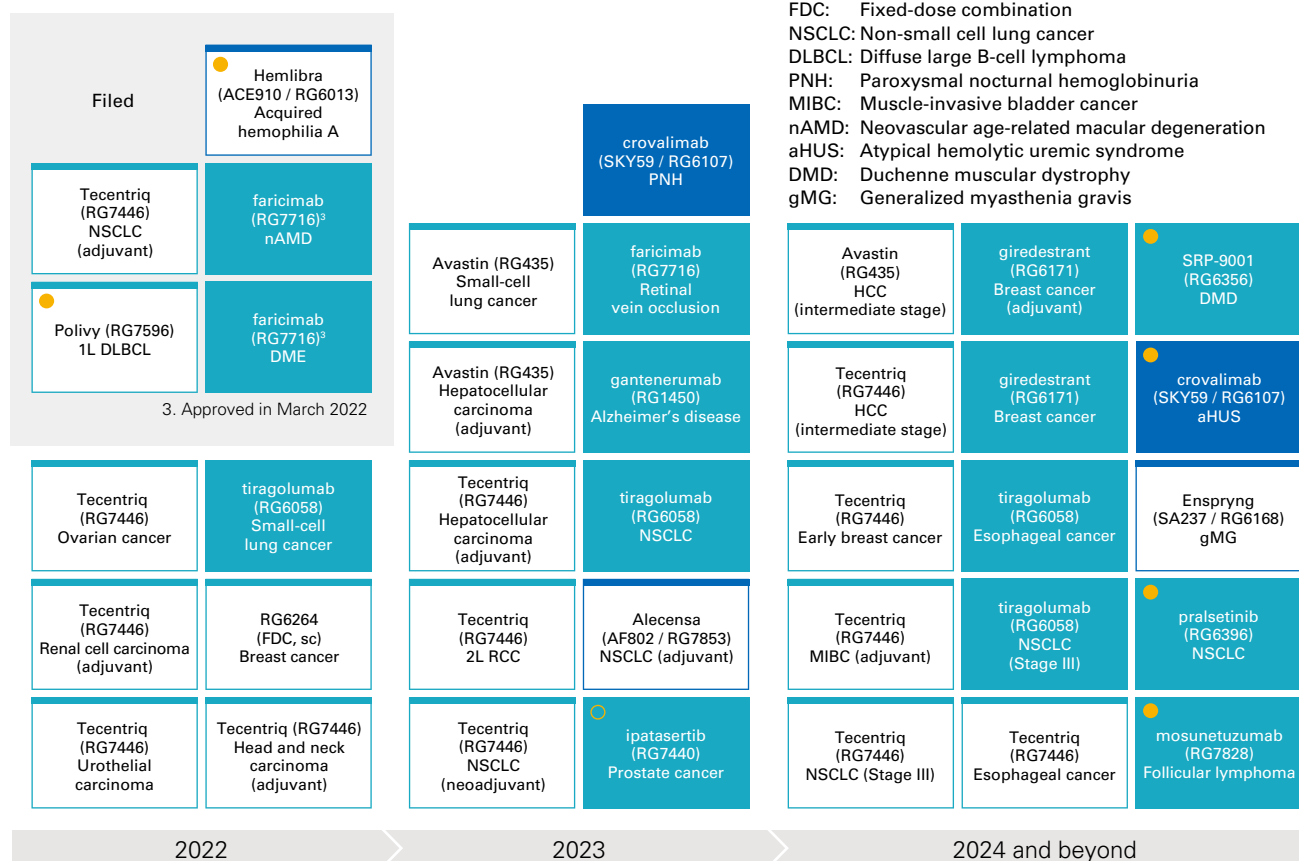 FDC: Fixed-dose combination
NSCLC: Non-small cell lung cancer
DLBCL: Diffuse large B-cell lymphoma
PNH: Paroxysmal nocturnal hemoglobinuria
MIBC: Muscle-invasive bladder cancer
nAMD: Neovascular age-related macular degeneration
aHUS: Atypical hemolytic uremic syndrome
DMD: Duchenne muscular dystrophy
gMG: Generalized myasthenia gravis
Filed
Hemlibra
(ACE910 / RG6013)
Acquired
hemophilia A
Tecentriq
(RG7446)
NSCLC
(adjuvant)
faricimab
(RG7716)³
nAMD
Polivy (RG7596)
1L DLBCL
faricimab
(RG7716)³
DME
3. Approved in March 2022
Tecentriq
(RG7446)
Ovarian cancer
tiragolumab
(RG6058)
Small-cell
lung cancer
Tecentriq
(RG7446)
Renal cell carcinoma
(adjuvant)
RG6264
(FDC, sc)
Breast cancer
Tecentriq
(RG7446)
Urothelial
carcinoma
Tecentriq (RG7446)
Head and neck
carcinoma
(adjuvant)
crovalimab
(SKY59 / RG6107)
PNH
Avastin (RG435)
Small-cell
lung cancer
faricimab
(RG7716)
Retinal
vein occlusion
Avastin (RG435)
Hepatocellular
carcinoma
(adjuvant)
gantenerumab
(RG1450)
Alzheimer's disease
Tecentriq
(RG7446)
Hepatocellular
carcinoma
(adjuvant)
tiragolumab
(RG6058)
NSCLC
Tecentriq
(RG7446)
2L RCC
Alecensa
(AF802 / RG7853)
NSCLC (adjuvant)
Tecentriq
(RG7446)
NSCLC
(neoadjuvant)
ipatasertib
(RG7440)
Prostate cancer
Avastin
(RG435)
HCC
(intermediate stage)
giredestrant
(RG6171)
Breast cancer
(adjuvant)
SRP-9001
(RG6356)
DMD
Tecentriq
(RG7446)
HCC
(intermediate stage)
giredestrant
(RG6171)
Breast cancer
crovalimab
(SKY59 / RG6107)
aHUS
Tecentriq
(RG7446)
Early breast cancer
tiragolumab
(RG6058)
Esophageal cancer
Enspryng
(SA237 / RG6168)
gMG
Tecentriq
(RG7446)
MIBC (adjuvant)
tiragolumab
(RG6058)
NSCLC
(Stage III)
pralsetinib
(RG6396)
NSCLC
Tecentriq
(RG7446)
NSCLC (Stage III)
Tecentriq
(RG7446)
Esophageal cancer
mosunetuzumab
(RG7828)
Follicular lymphoma
2022
2023
2024 and beyond